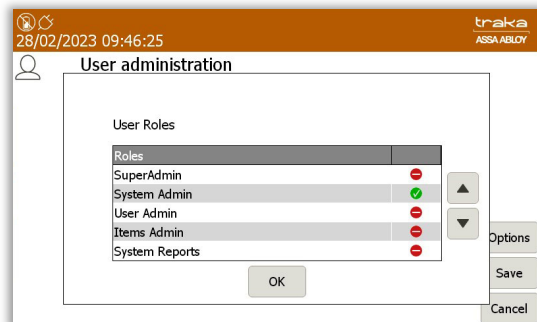 traka
28/02/2023 09:46:25
ASSA ABLOY
User administration
User Roles
Roles
SuperAdmin
System Admin
User Admin
Items Admin
System Reports
Options
OK
Save
Cancel